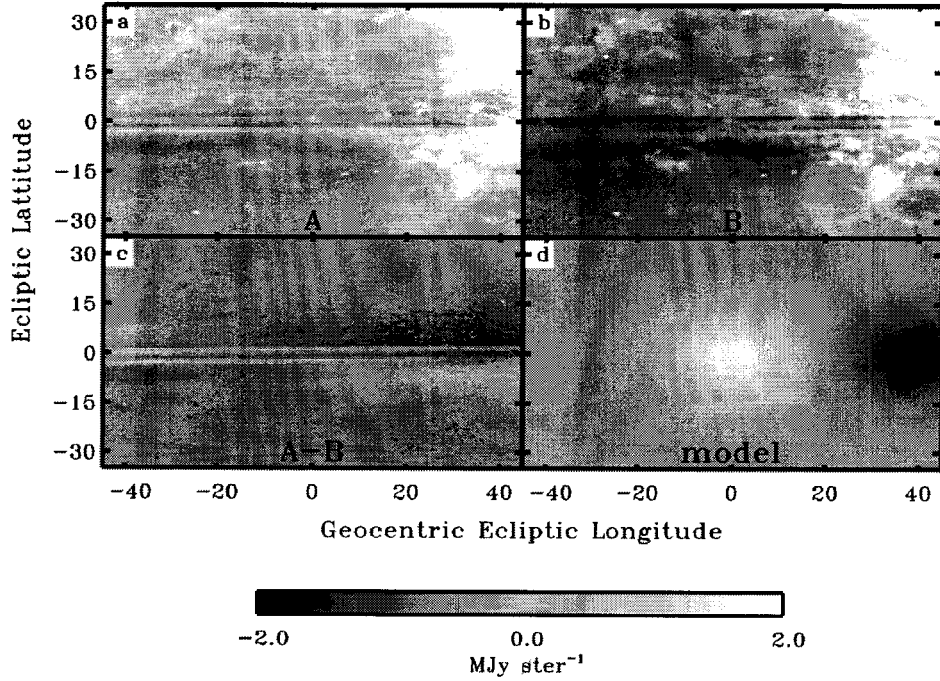 a
b
30
15
0
-15
-30
A
B
c
d
30
15
0
-15
-30
A-B
model
Ecliptic Lattitude
-40 -20 0 20 40 -40 -20 0 20 40
Geocentric Ecliptic Longitude
-2.0 0.0 2.0
MJy ster⁻¹